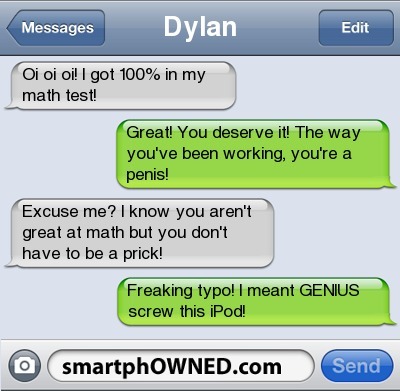 Messages
Dylan
Edit
Oi oi oi! I got 100% in my
math test!
Great! You deserve it! The way
you've been working, you're a
penis!
Excuse me? I know you aren't
great at math but you don't
have to be a prick!
Freaking typo! I meant GENIUS
screw this iPod!
smartphOWNED.com
Send